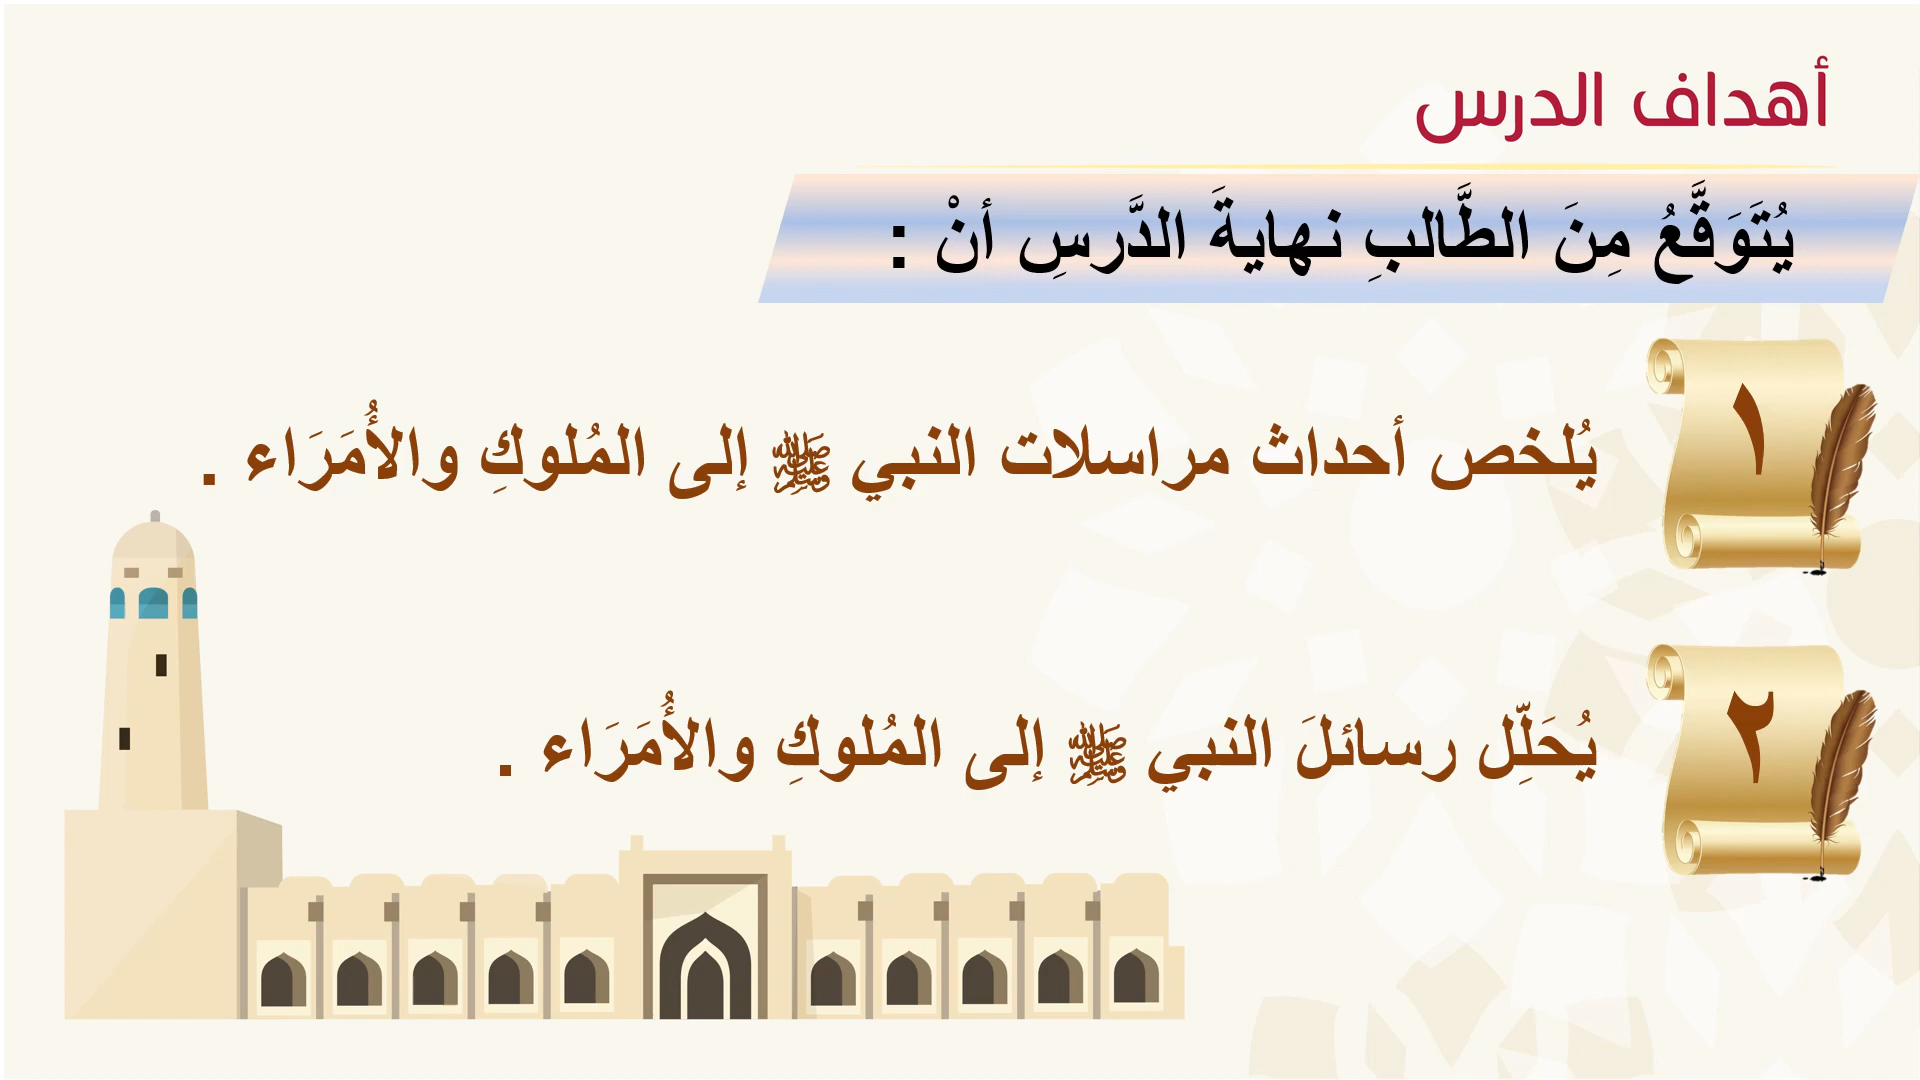 أهداف الدرس
يُتَوَقَّعُ مِنَ الطَّالبِ نهايةَ الدَّرسِ أنْ :
١
يُلخص أحداث مراسلات النبي ﷺ إلى المُلوكِ والأُمَرَاء .
٢
يُحَلِّل رسائلَ النبي ﷺ إلى المُلوكِ والأُمَرَاء .